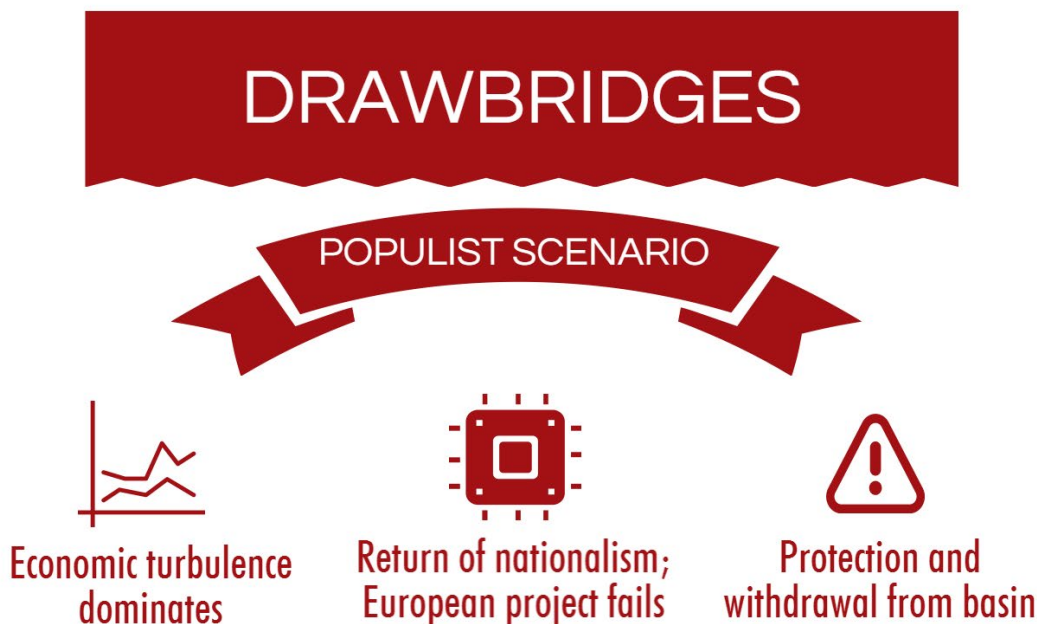 DRAWBRIDGES
POPULIST SCENARIO
Economic turbulence
dominates
Return of nationalism;
European project fails
Protection and
withdrawal from basin